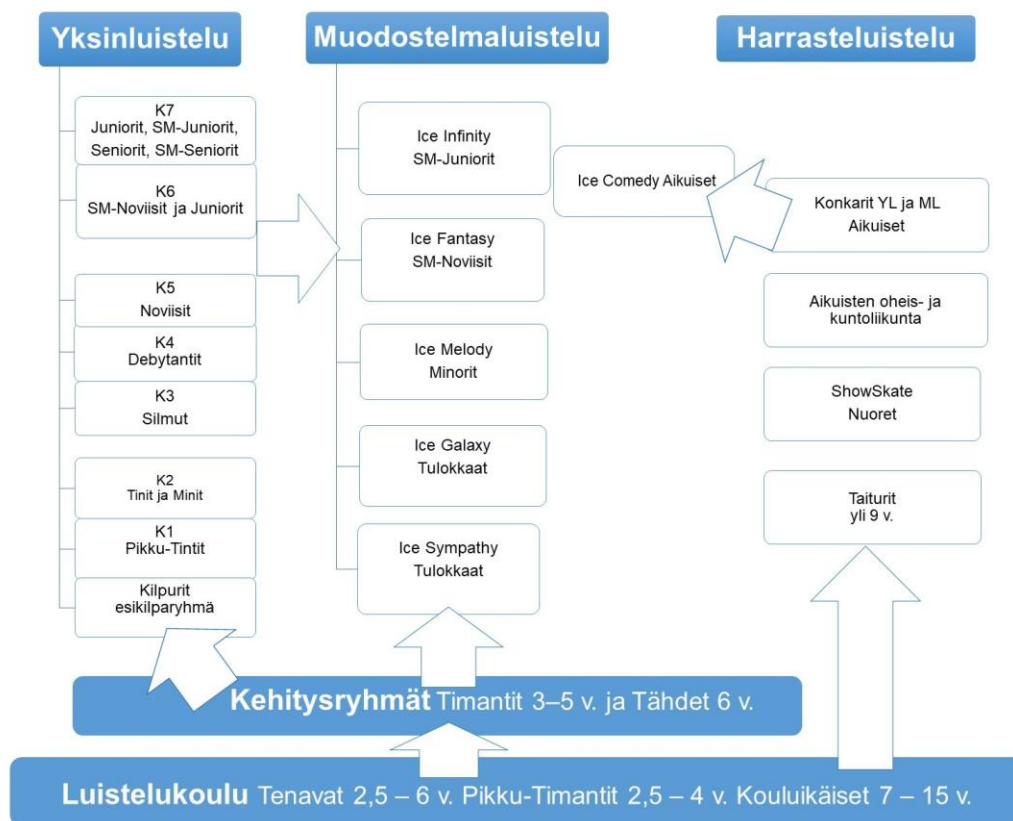 Yksinluistelu
K7
Juniorit, SM-Juniorit,
Seniorit, SM-Seniorit
K6
SM-Noviisit ja Juniorit
K5
Noviisit
K4
Debytantit
K3
Silmut
K2
Tinit ja Minit
K1
Pikku-Tintit
Kilpurit
esikilparyhmä
Muodostelmaluistelu
Ice Infinity
SM-Juniorit
Ice Fantasy
SM-Noviisit
Ice Melody
Minorit
Ice Galaxy
Tulokkaat
Ice Sympathy
Tulokkaat
Ice Comedy Aikuiset
Harrasteluistelu
Konkarit YL ja ML
Aikuiset
Aikuisten oheis- ja
kuntoliikunta
ShowSkate
Nuoret
Taiturit
yli 9 v.
Kehitysryhmät Timantit 3–5 v. ja Tähdet 6 v.
Luistelukoulu Tenavat 2,5 – 6 v. Pikku-Timantit 2,5 – 4 v. Kouluikäiset 7 – 15 v.